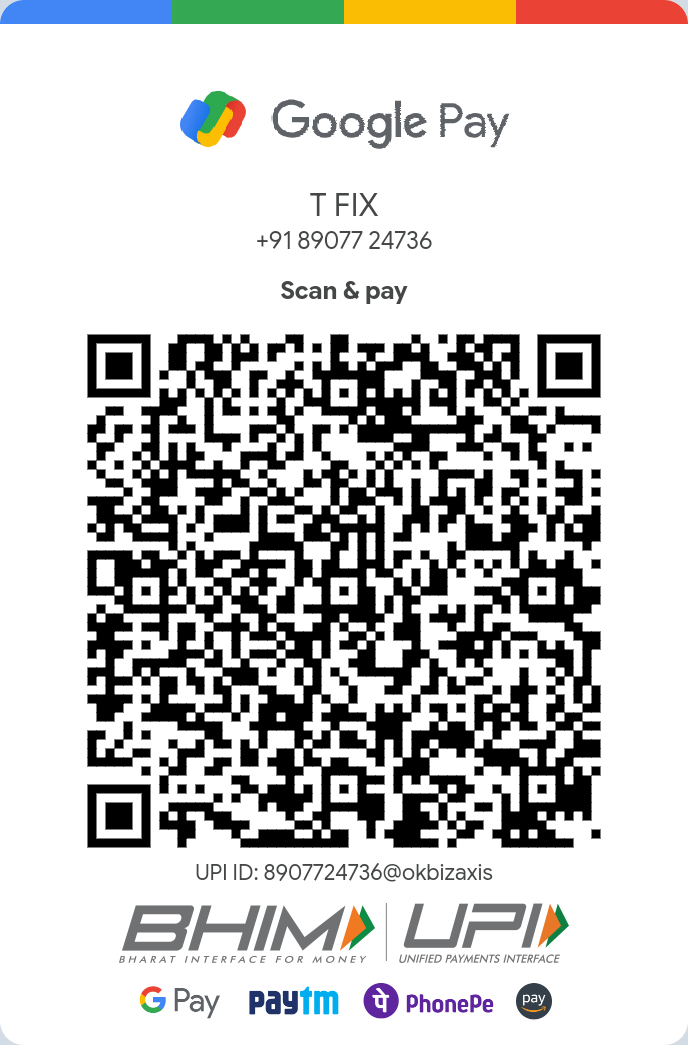 Google Pay
T FIX
+91 89077 24736
Scan & pay
UPI ID: 8907724736@okbizaxis
BHIM UPI
BHARAT INTERFACE FOR MONEY UNIFIED PAYMENTS INTERFACE
G Pay paytm पे PhonePe pay